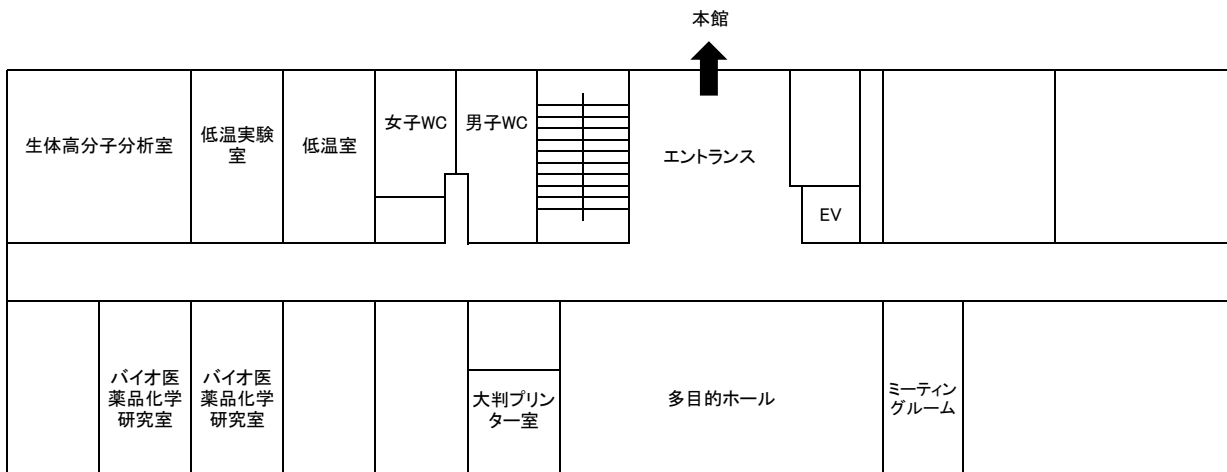 本館
生体高分子分析室
低温実験
室
低温室
女子WC
男子WC
エントランス
EV
バイオ医
薬品化学
研究室
バイオ医
薬品化学
研究室
大判プリン
ター室
多目的ホール
ミーティン
グルーム